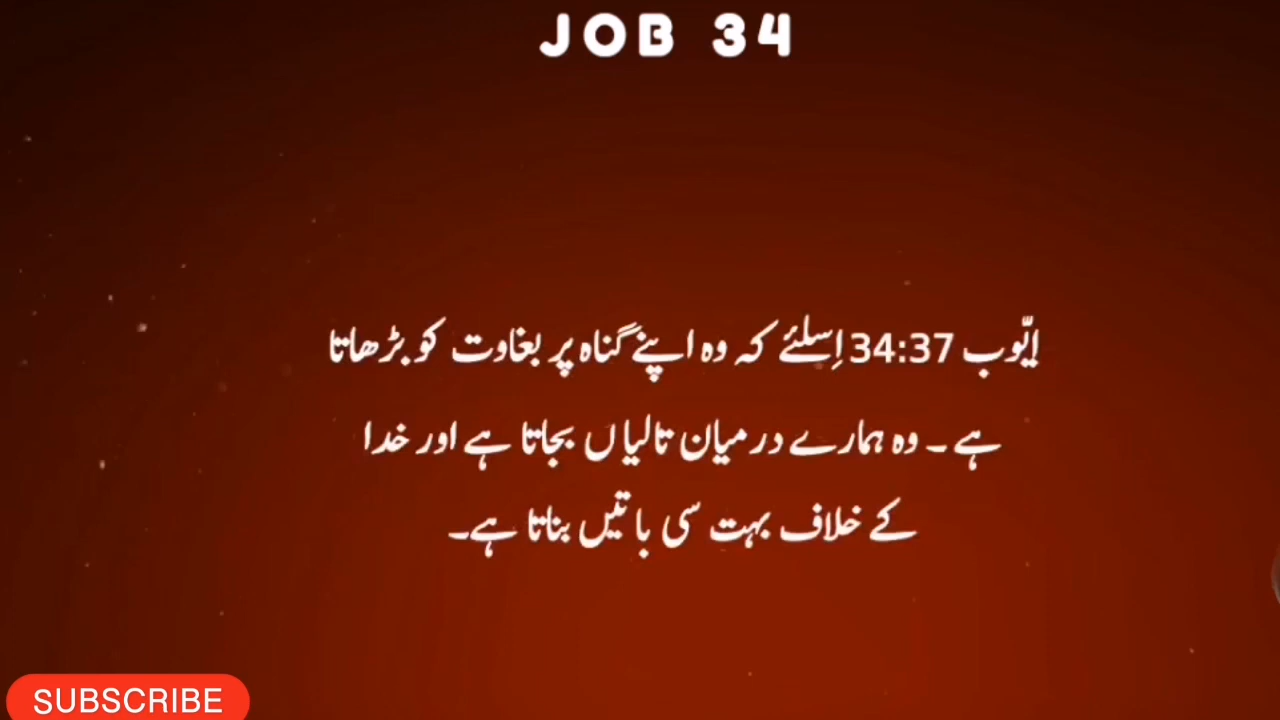 JOB 34
ایّوب 34:37 اِسلئے کہ وہ اپنے گناہ پر بغاوت کو بڑھاتا
ہے ۔ وہ ہمارے درمیان تالیا ں بجاتا ہے اور خدا
کے خلاف بہت سی باتیں بناتا ہے۔
SUBSCRIBE